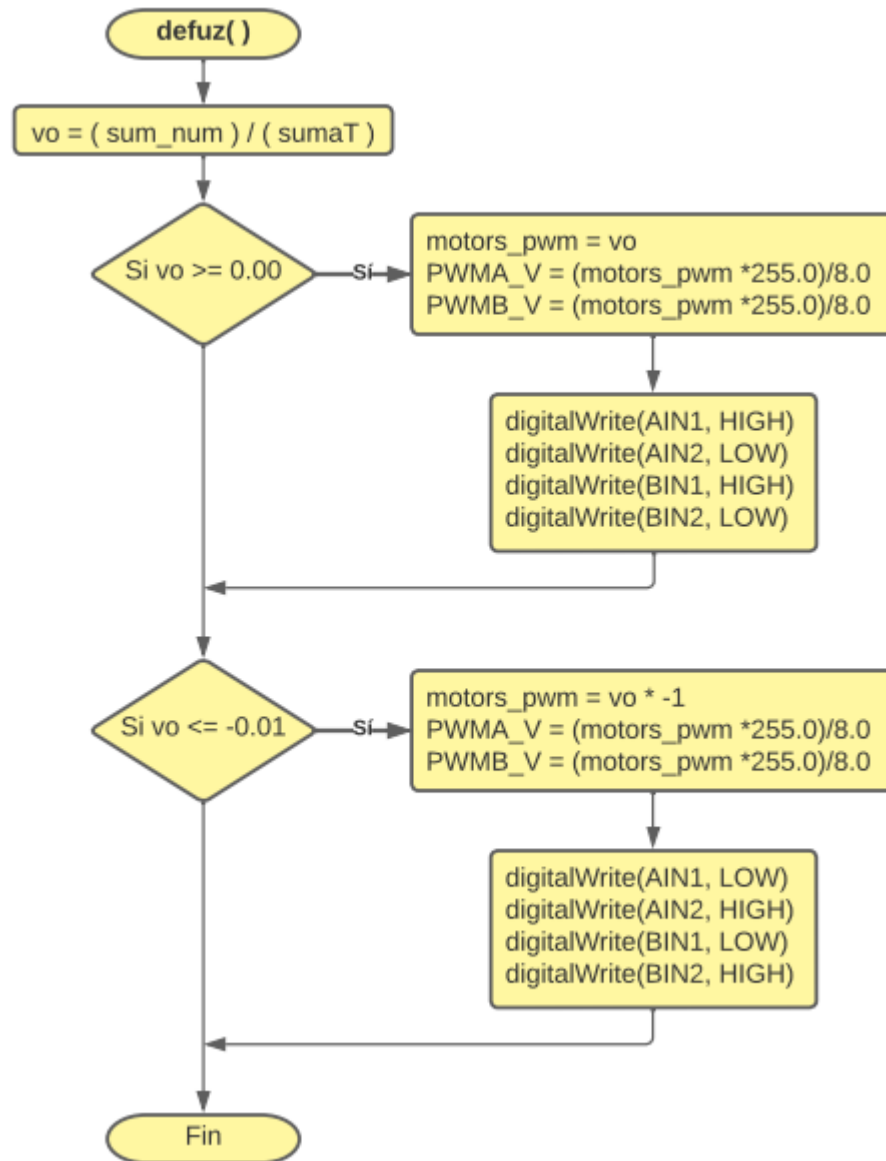 defuz( )
vo = ( sum_num ) / ( sumaT )
Si vo >= 0.00
Sí
motors_pwm = vo
PWMA_V = (motors_pwm *255.0)/8.0
PWMB_V = (motors_pwm *255.0)/8.0
digitalWrite(AIN1, HIGH)
digitalWrite(AIN2, LOW)
digitalWrite(BIN1, HIGH)
digitalWrite(BIN2, LOW)
Si vo <= -0.01
Sí
motors_pwm = vo * -1
PWMA_V = (motors_pwm *255.0)/8.0
PWMB_V = (motors_pwm *255.0)/8.0
digitalWrite(AIN1, LOW)
digitalWrite(AIN2, HIGH)
digitalWrite(BIN1, LOW)
digitalWrite(BIN2, HIGH)
Fin